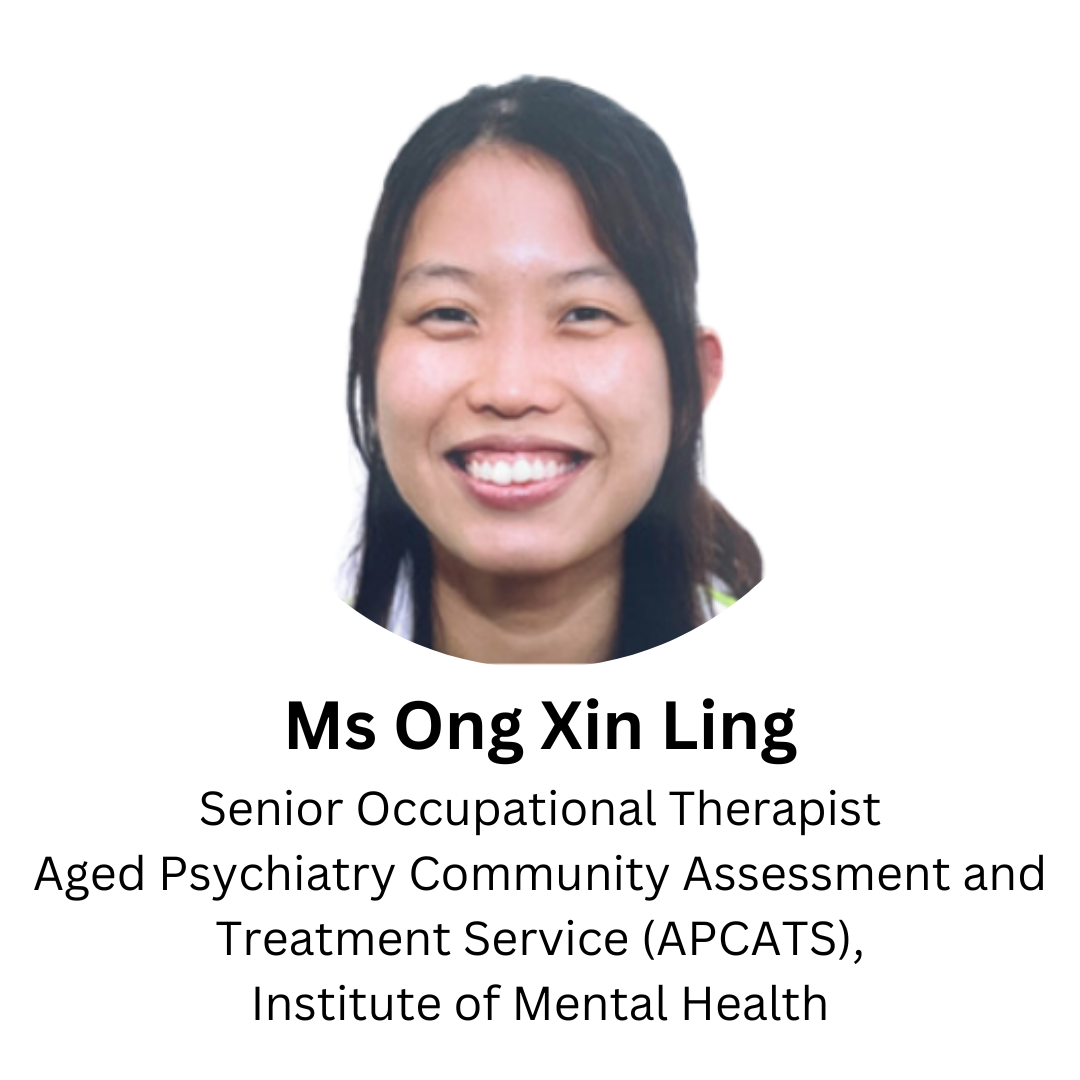 Ms Ong Xin Ling
Senior Occupational Therapist
Aged Psychiatry Community Assessment and
Treatment Service (APCATS),
Institute of Mental Health